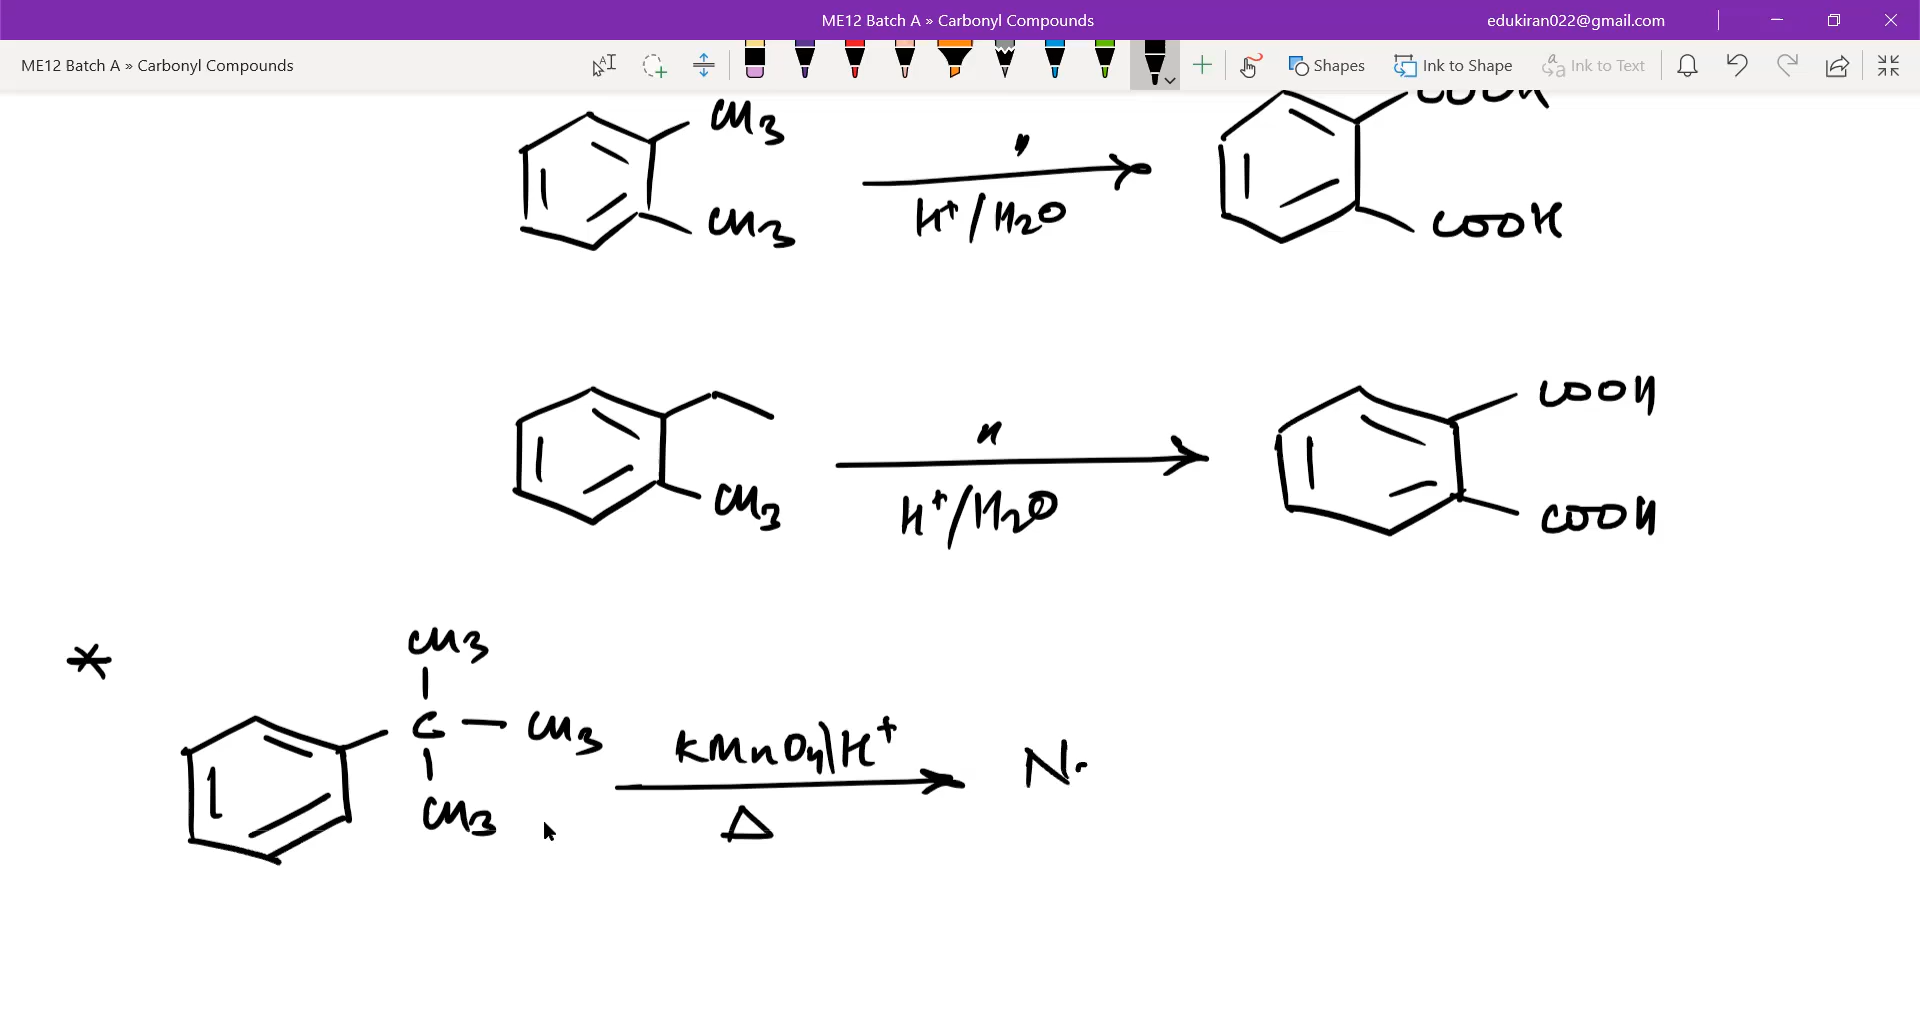 ME12 Batch A » Carbonyl Compounds
edukiran022@gmail.com
ME12 Batch A » Carbonyl Compounds
Shapes
Ink to Shape
Ink to Text
CH3
COOH
"
CH3
H+/H2O
COOH
COOH
"
CH3
H+/H2O
COOH
*
CH3
C — CH3
KMnO4\H+
N
CH3
Δ